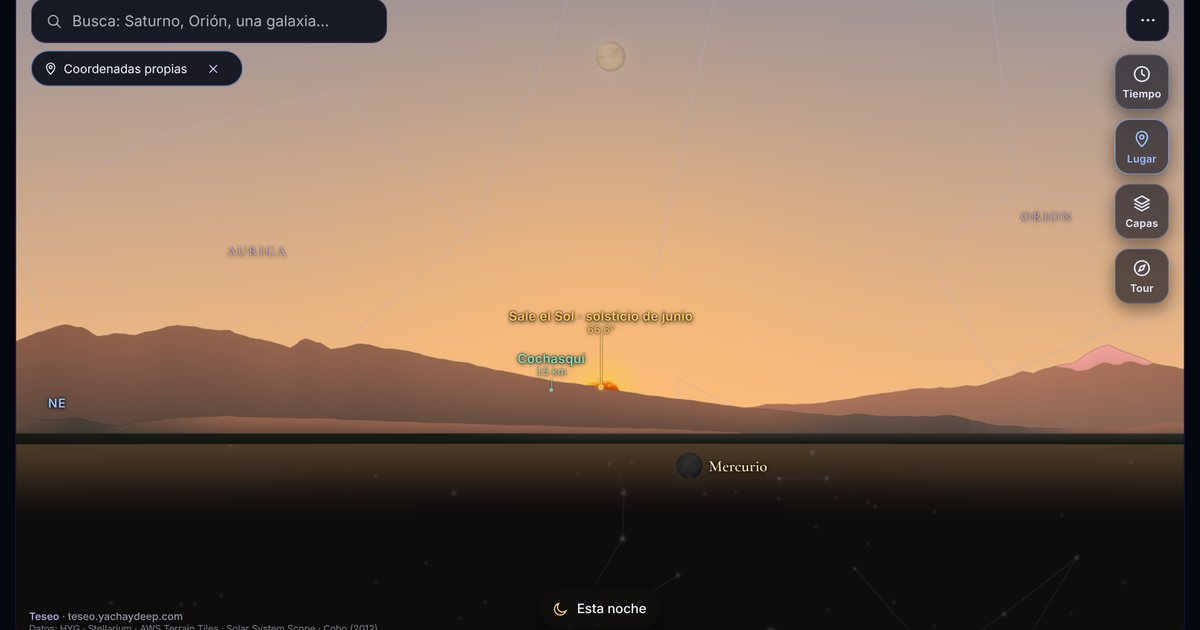 Busca: Saturno, Orión, una galaxia...
Coordenadas propias
Tiempo
Lugar
Capas
Tour
ORION
AURIGA
Sale el Sol · solsticio de junio
66.6°
Cochasquí
15 km
NE
Mercurio
Esta noche
Teseo · teseo.yachaydeep.com
Datos: HYG · Stellarium · AWS Terrain Tiles · Solar System Scope · Cobo (2012)